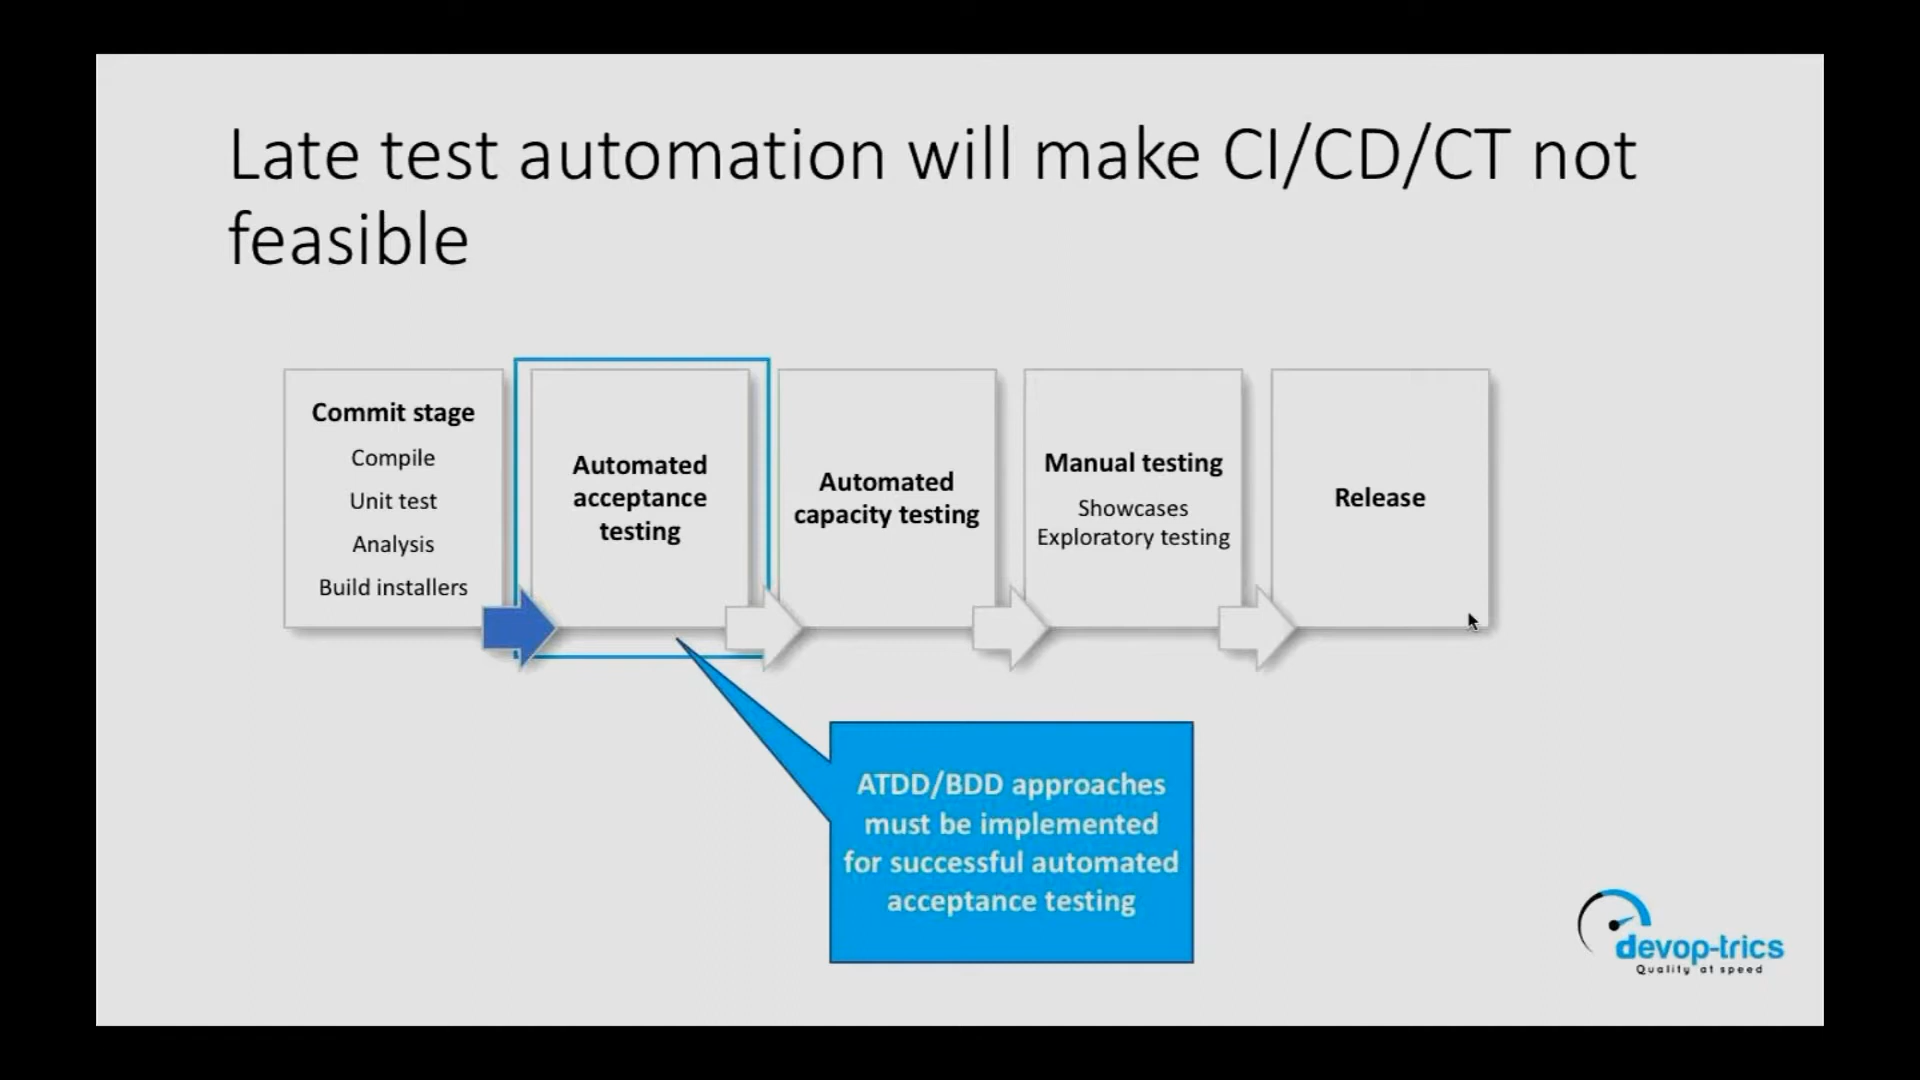 Late test automation will make CI/CD/CT not
feasible
Commit stage
Compile
Unit test
Analysis
Build installers
Automated
acceptance
testing
Automated
capacity testing
Manual testing
Showcases
Exploratory testing
Release
ATDD/BDD approaches
must be implemented
for successful automated
acceptance testing
devop-trics
Quality at speed